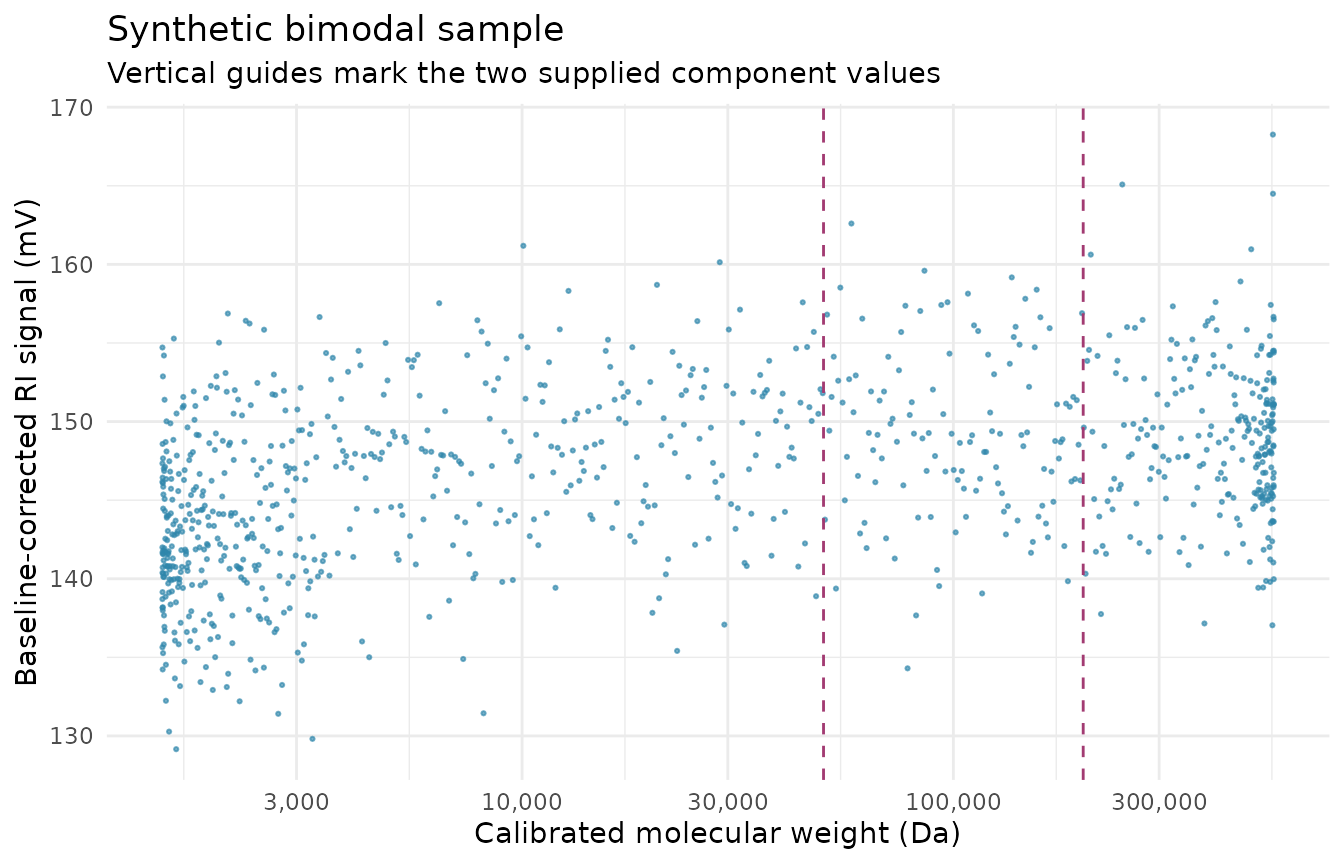 Synthetic bimodal sample
Vertical guides mark the two supplied component values
170
160
150
140
130
Baseline-corrected RI signal (mV)
3,000
10,000
30,000
100,000
300,000
Calibrated molecular weight (Da)